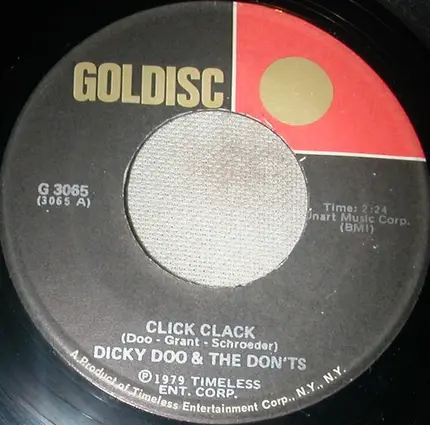 GOLDISC
G 3065
(3065 A)
Time: 2:24
Unart Music Corp.
(BMI)
CLICK CLACK
(Doo - Grant - Schroeder)
DICKY DOO & THE DON'TS
℗ © 1979 TIMELESS
ENT. CORP.
A Product of Timeless Entertainment Corp., N.Y., N.Y.